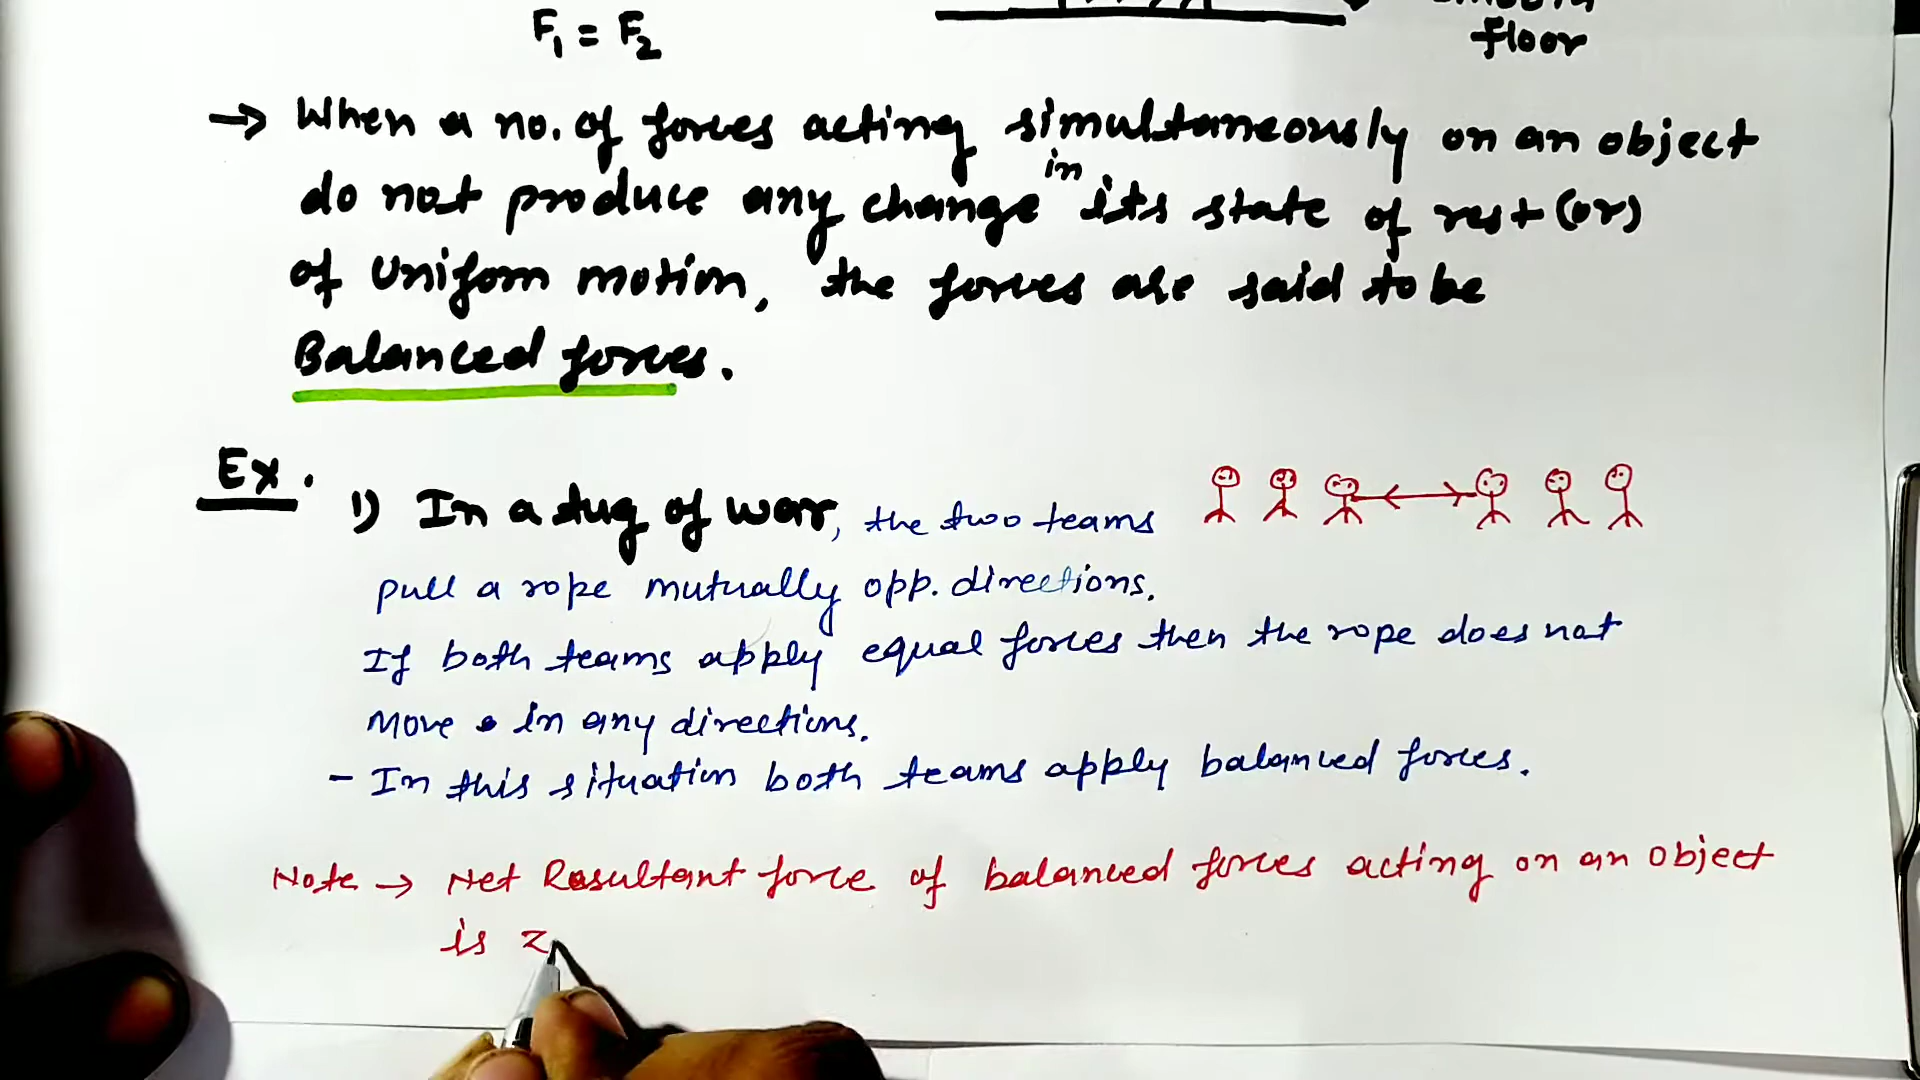 F₁ = F₂
floor
→ When a no. of forces acting simultaneously on an object
in
do not produce any change its state of rest (or)
of Uniform motion, the forces are said to be
Balanced forces.
Ex.
1) In a tug of war, the two teams
pull a rope mutually opp. directions.
If both teams apply equal forces then the rope does not
Move in any directions.
- In this situation both teams apply balanced forces.
Note → Net Resultant force of balanced forces acting on an object
is z